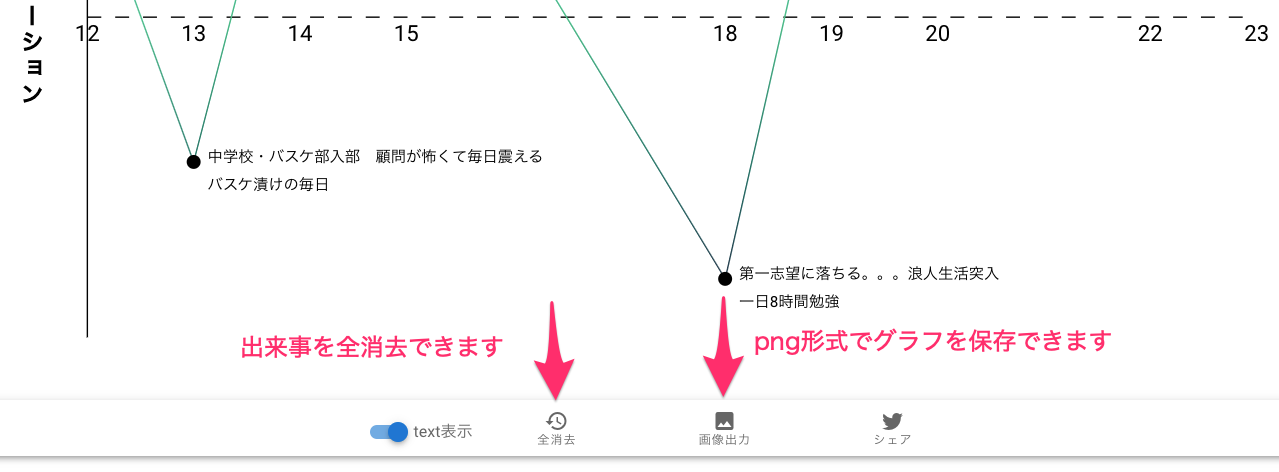 ーション
12 13 14 15 18 19 20 22 23
中学校・バスケ部入部　顧問が怖くて毎日震える
バスケ漬けの毎日
第一志望に落ちる。。。浪人生活突入
一日8時間勉強
出来事を全消去できます
png形式でグラフを保存できます
text表示
全消去
画像出力
シェア